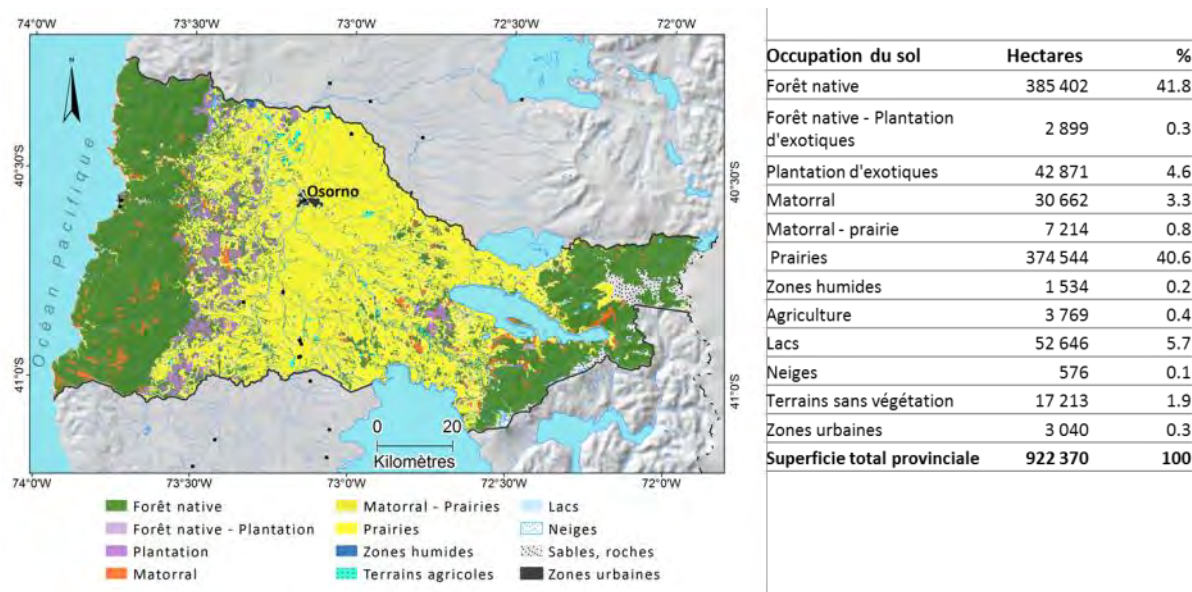 74°0'W 73°30'W 73°0'W 72°30'W 72°0'W
N
40°30'S
40°30'S
Osorno
Océan Pacifique
41°0'S
41°0'S
0 20
Kilomètres
74°0'W 73°30'W 73°0'W 72°30'W 72°0'W
Forêt native
Forêt native - Plantation
Plantation
Matorral
Matorral - Prairies
Prairies
Zones humides
Terrains agricoles
Lacs
Neiges
Sables, roches
Zones urbaines
Occupation du sol Hectares %
Forêt native 385 402 41.8
Forêt native - Plantation
d'exotiques 2 899 0.3
Plantation d'exotiques 42 871 4.6
Matorral 30 662 3.3
Matorral - prairie 7 214 0.8
Prairies 374 544 40.6
Zones humides 1 534 0.2
Agriculture 3 769 0.4
Lacs 52 646 5.7
Neiges 576 0.1
Terrains sans végétation 17 213 1.9
Zones urbaines 3 040 0.3
Superficie total provinciale 922 370 100